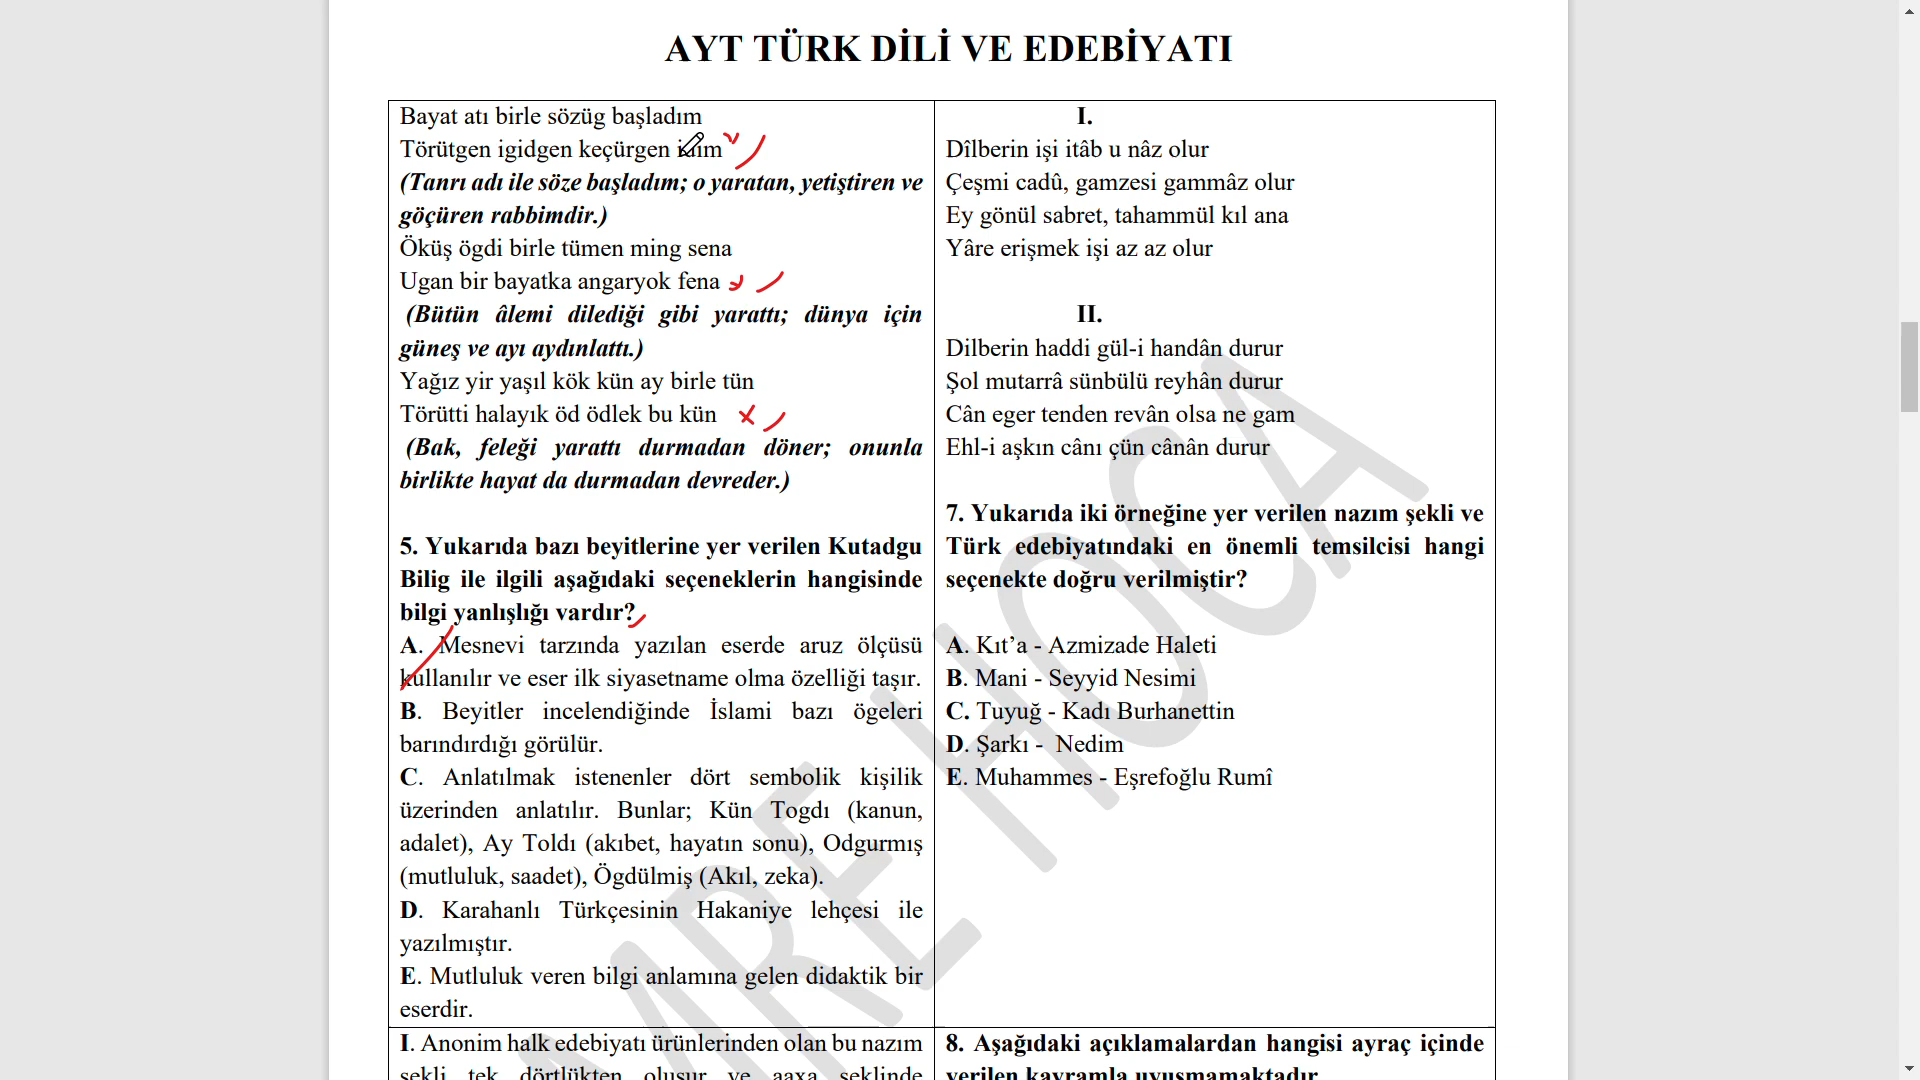 AYT TÜRK DİLİ VE EDEBİYATI
Bayat atı birle sözüg başladım
Törütgen igidgen keçürgen idim
(Tanrı adı ile söze başladım; o yaratan, yetiştiren ve
göçüren rabbimdir.)
Öküş ögdi birle tümen ming sena
Ugan bir bayatka angaryok fena
(Bütün âlemi dilediği gibi yarattı; dünya için
güneş ve ayı aydınlattı.)
Yağız yir yaşıl kök kün ay birle tün
Törütti halayık öd ödlek bu kün
(Bak, feleği yarattı durmadan döner; onunla
birlikte hayat da durmadan devreder.)
5. Yukarıda bazı beyitlerine yer verilen Kutadgu
Bilig ile ilgili aşağıdaki seçeneklerin hangisinde
bilgi yanlışlığı vardır?
A. Mesnevi tarzında yazılan eserde aruz ölçüsü
kullanılır ve eser ilk siyasetname olma özelliği taşır.
B. Beyitler incelendiğinde İslami bazı ögeleri
barındırdığı görülür.
C. Anlatılmak istenenler dört sembolik kişilik
üzerinden anlatılır. Bunlar; Kün Togdı (kanun,
adalet), Ay Toldı (akıbet, hayatın sonu), Odgurmış
(mutluluk, saadet), Ögdülmiş (Akıl, zeka).
D. Karahanlı Türkçesinin Hakaniye lehçesi ile
yazılmıştır.
E. Mutluluk veren bilgi anlamına gelen didaktik bir
eserdir.
I. Anonim halk edebiyatı ürünlerinden olan bu nazım
şekli tek dörtlükten oluşur ve aaxa şeklinde
I.
Dîlberin işi itâb u nâz olur
Çeşmi cadû, gamzesi gammâz olur
Ey gönül sabret, tahammül kıl ana
Yâre erişmek işi az az olur
II.
Dilberin haddi gül-i handân durur
Şol mutarrâ sünbülü reyhân durur
Cân eger tenden revân olsa ne gam
Ehl-i aşkın cânı çün cânân durur
7. Yukarıda iki örneğine yer verilen nazım şekli ve
Türk edebiyatındaki en önemli temsilcisi hangi
seçenekte doğru verilmiştir?
A. Kıt’a - Azmizade Haleti
B. Mani - Seyyid Nesimi
C. Tuyuğ - Kadı Burhanettin
D. Şarkı - Nedim
E. Muhammes - Eşrefoğlu Rumî
8. Aşağıdaki açıklamalardan hangisi ayraç içinde
verilen kavramla uyuşmamaktadır
MRE HOCA